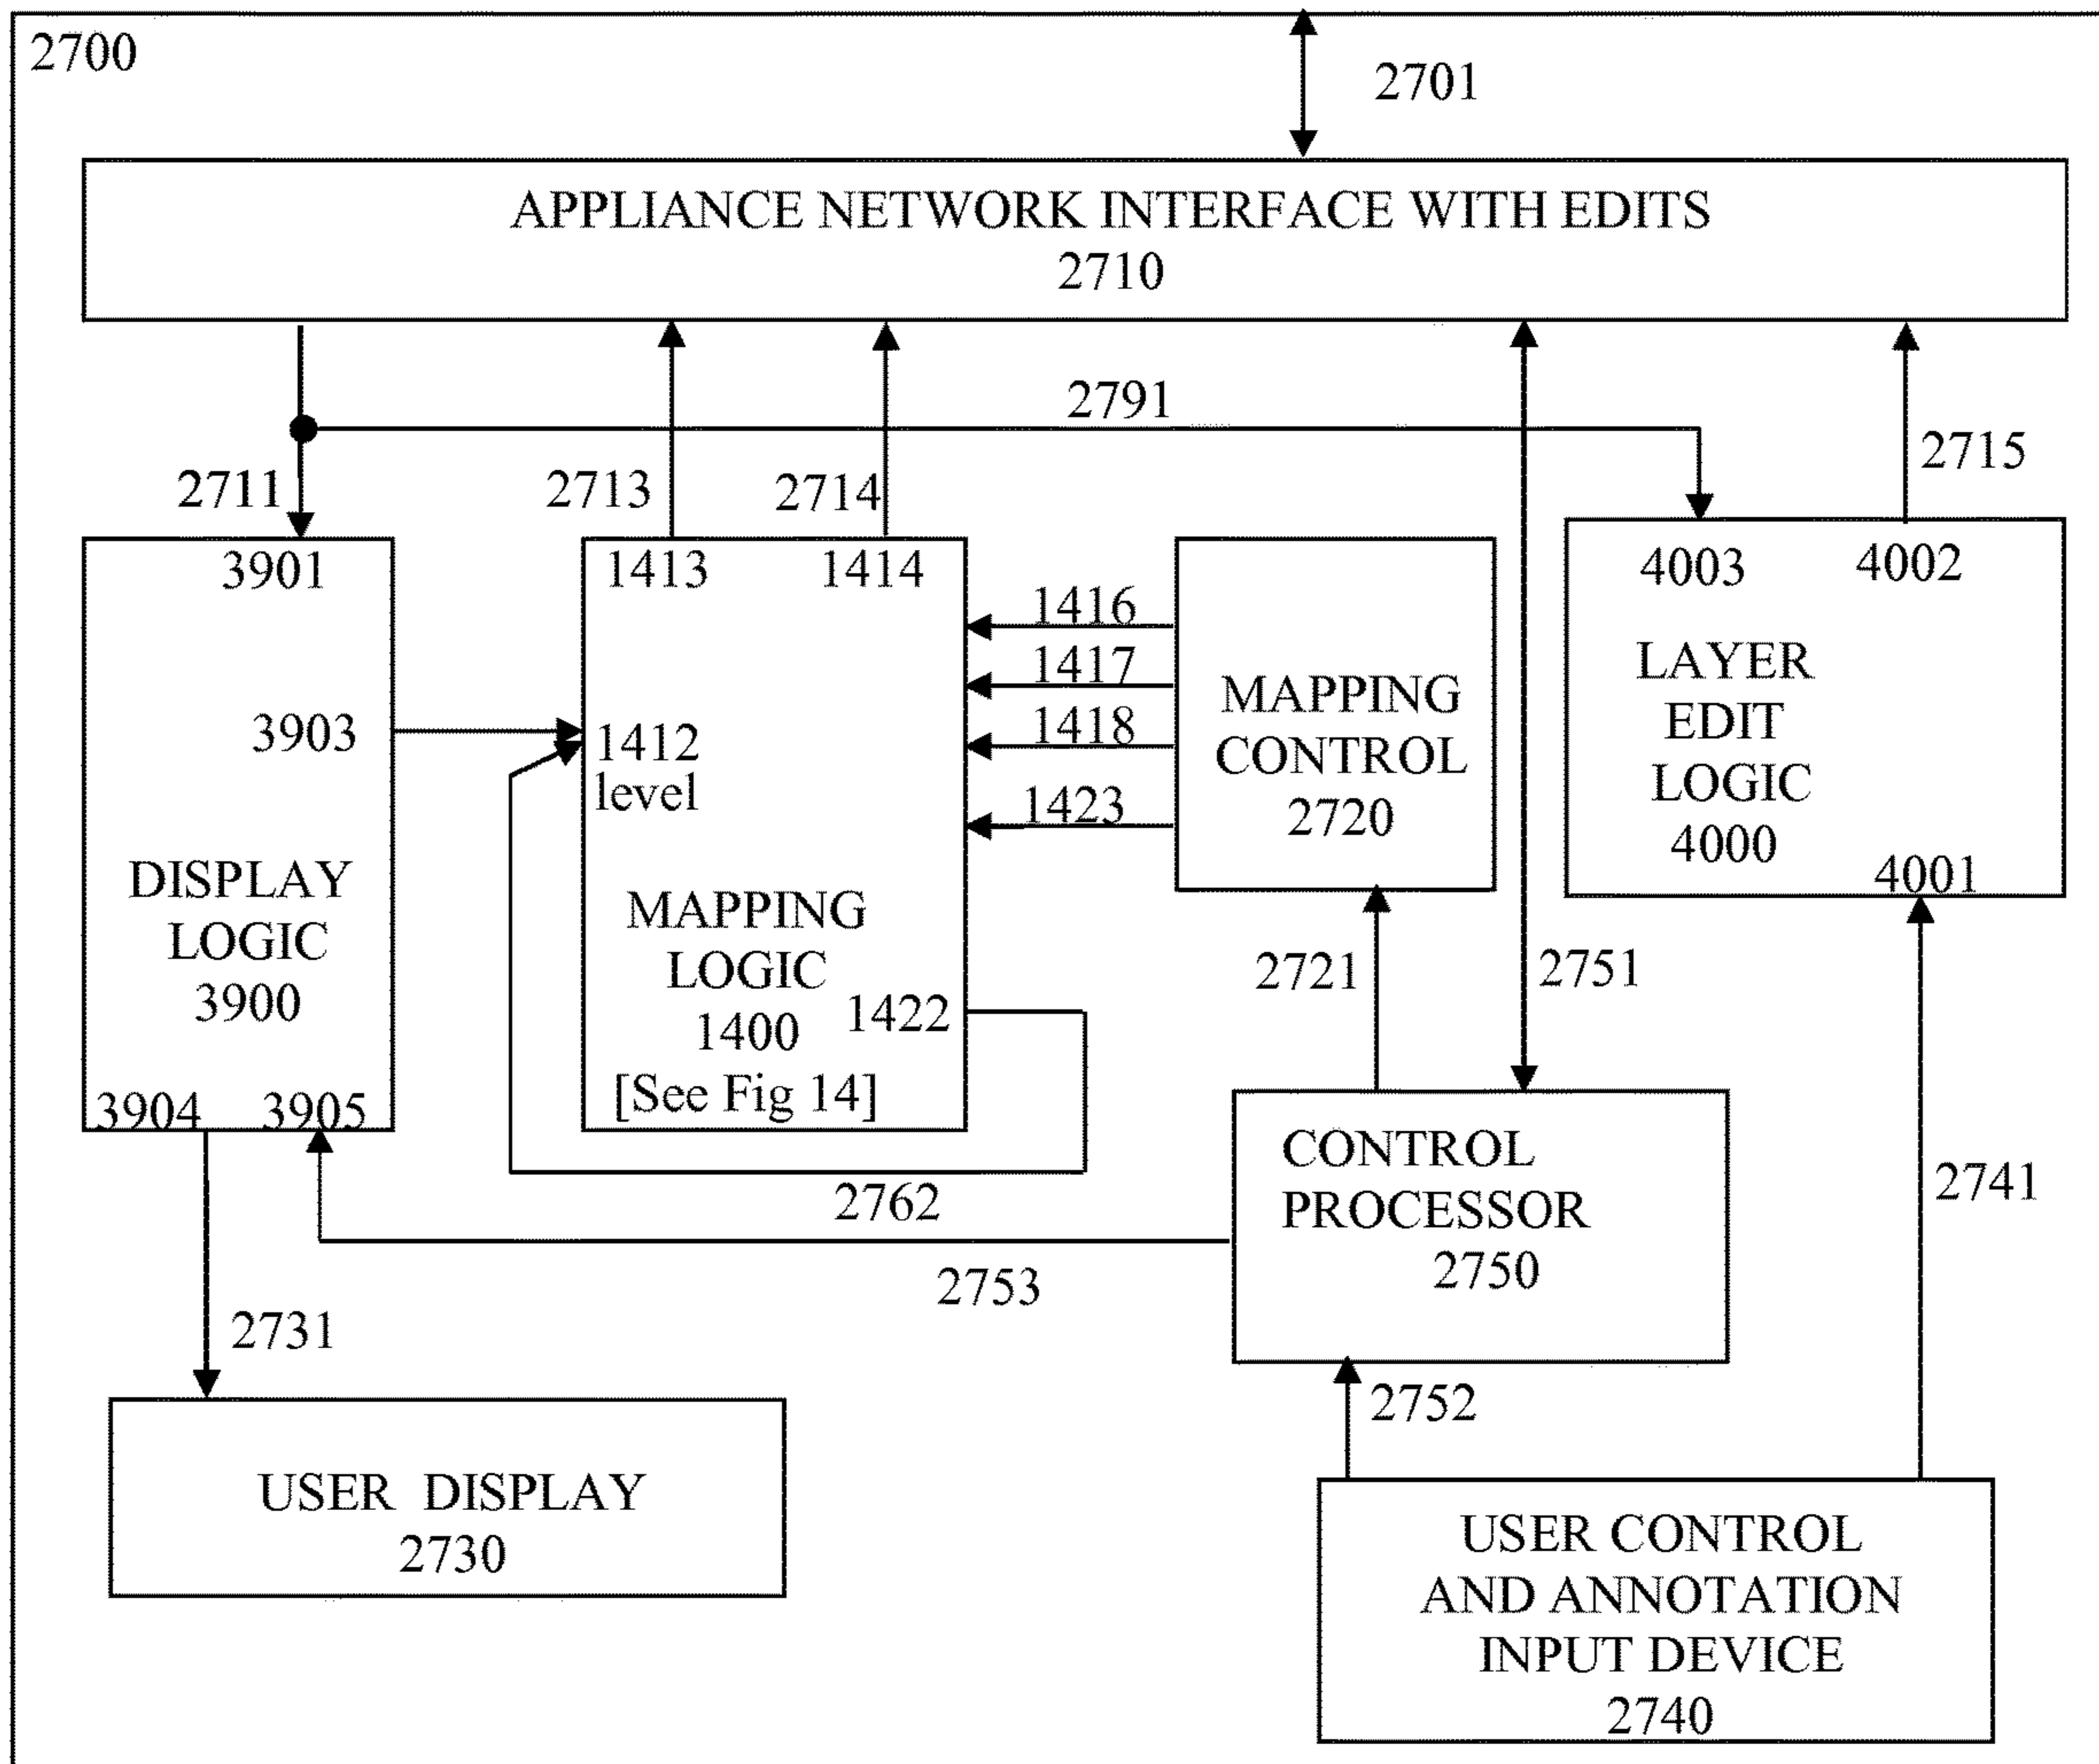 2700
2701
APPLIANCE NETWORK INTERFACE WITH EDITS
2710
2791
2711
2713
2714
2715
3901
1413
1414
4003
4002
1416
1417
1418
1423
3903
1412
level
MAPPING
CONTROL
2720
LAYER
EDIT
LOGIC
4000
4001
DISPLAY
LOGIC
3900
MAPPING
LOGIC
1400
[See Fig 14]
1422
2721
2751
3904
3905
2762
2753
CONTROL
PROCESSOR
2750
2741
2731
2752
USER DISPLAY
2730
USER CONTROL
AND ANNOTATION
INPUT DEVICE
2740